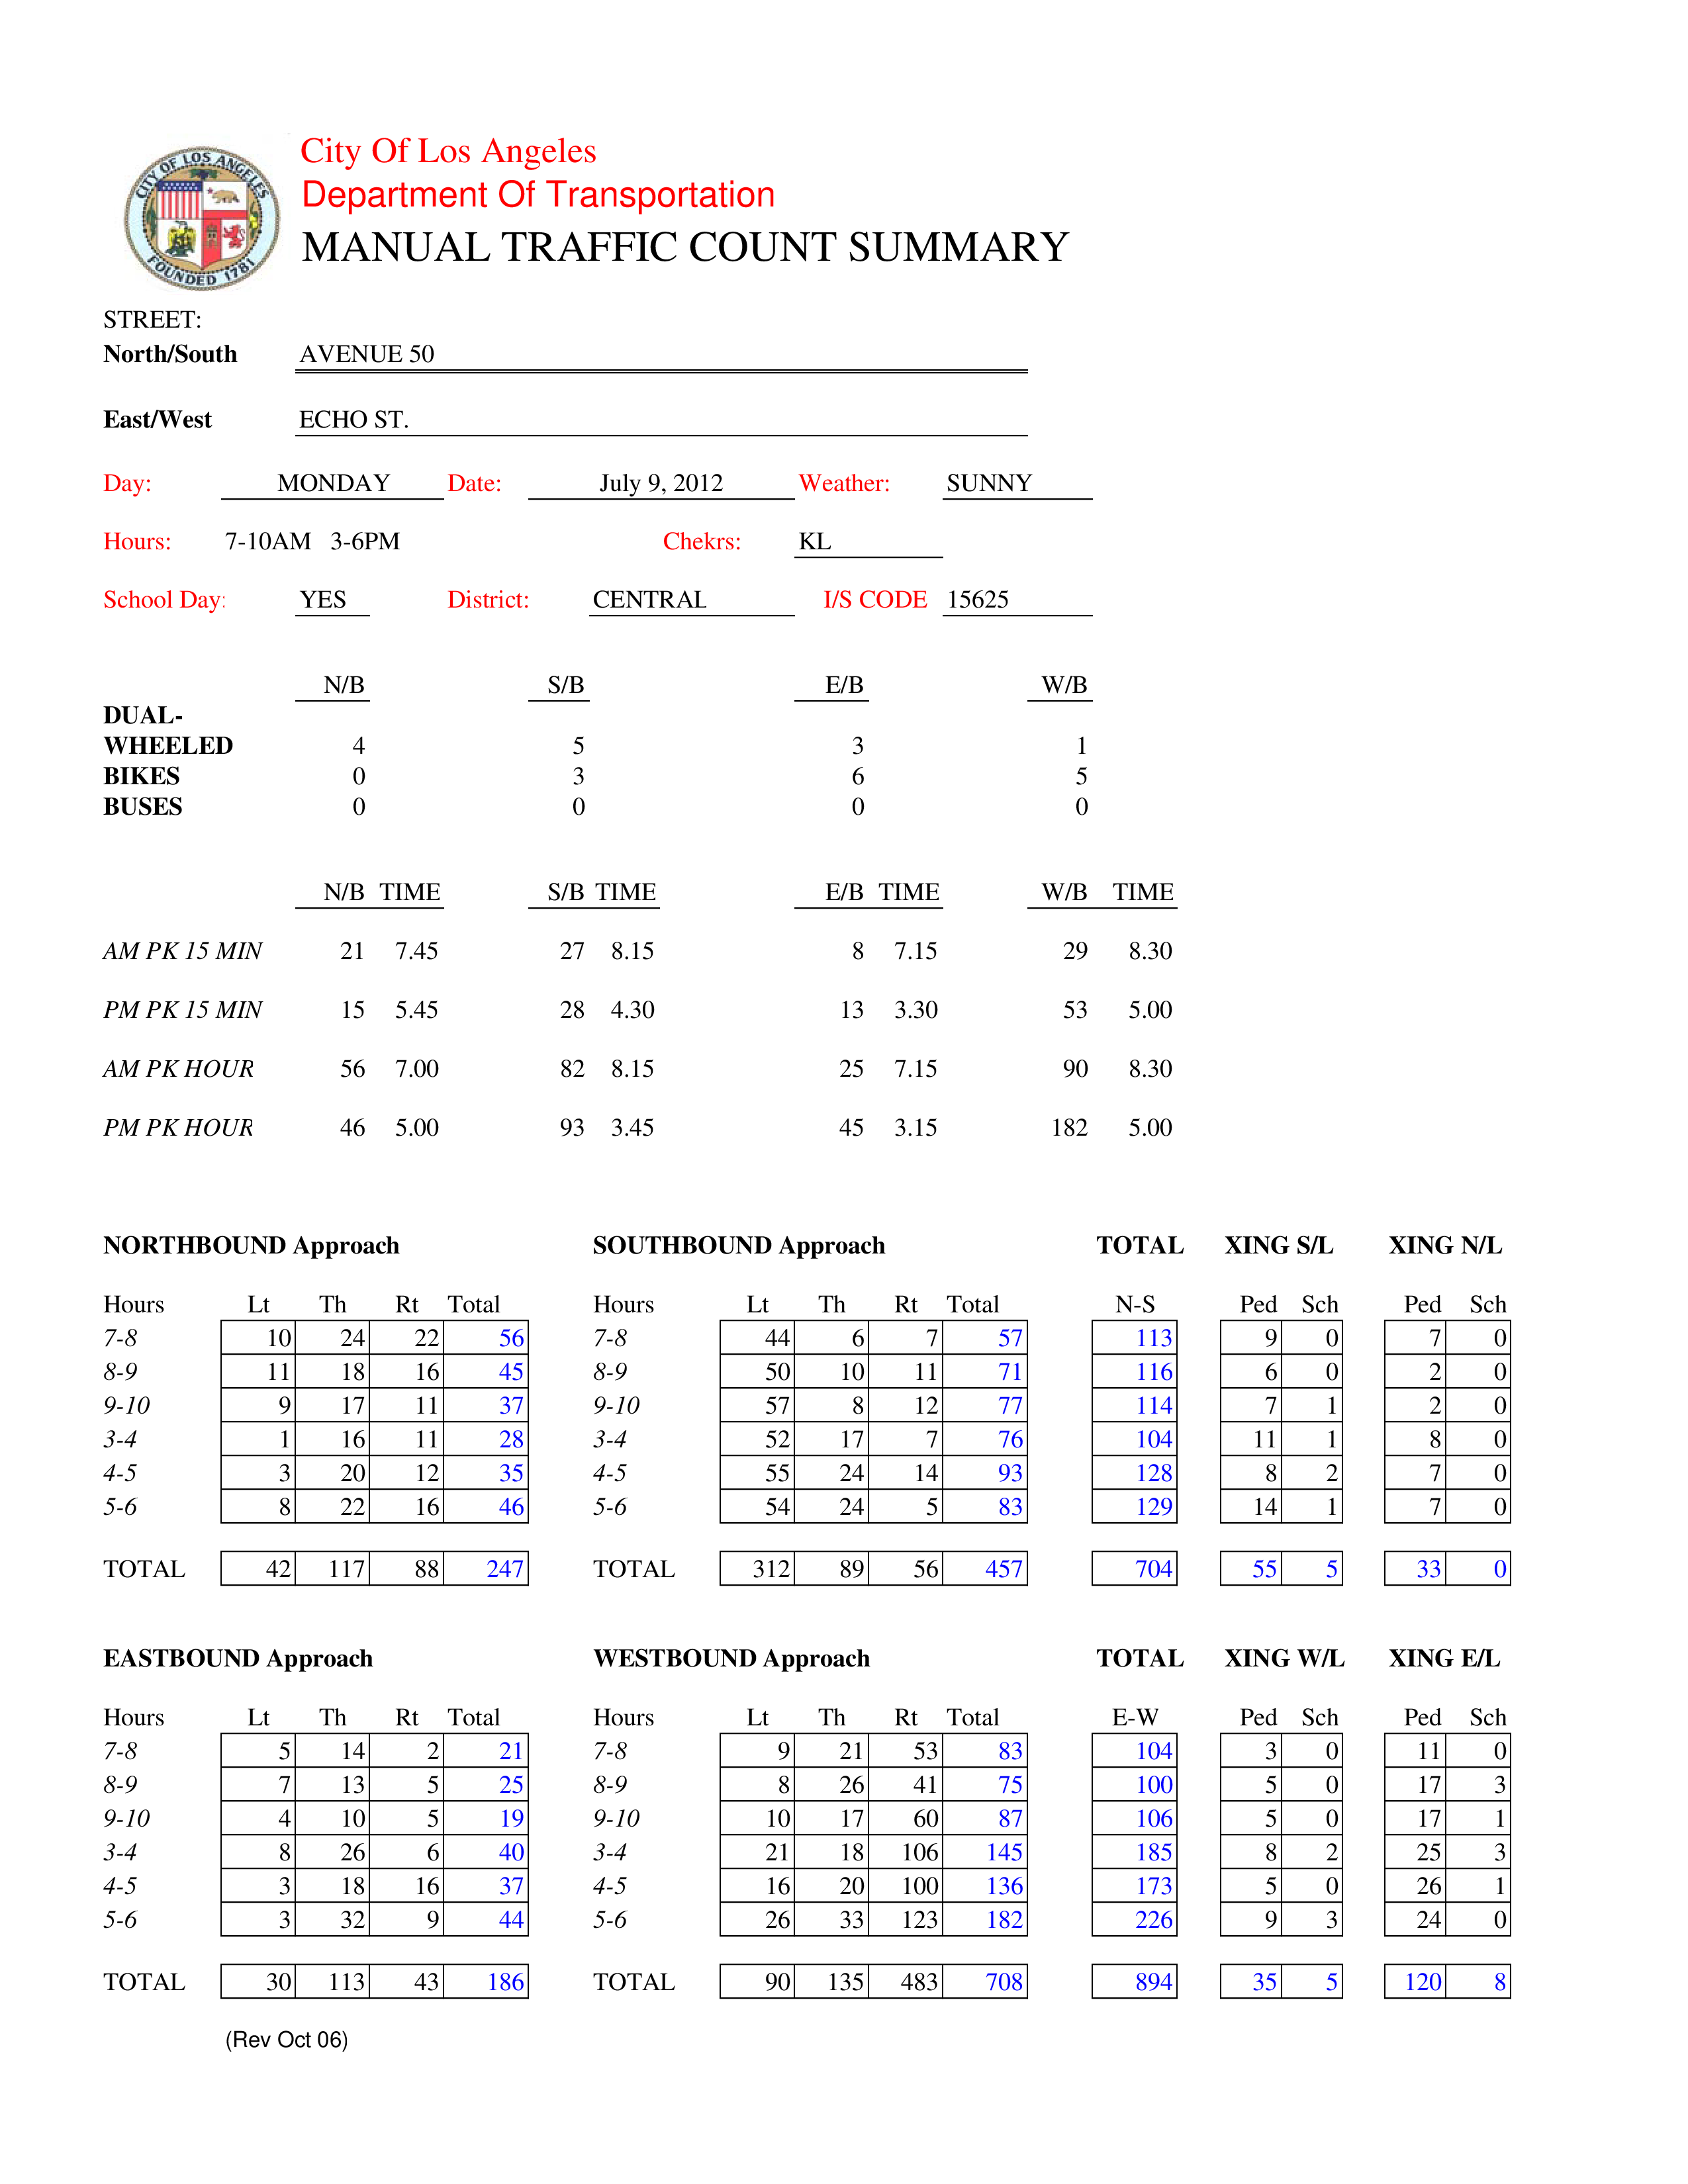 CITY OF LOS ANGELES
FOUNDED 1781
City Of Los Angeles
Department Of Transportation
MANUAL TRAFFIC COUNT SUMMARY
STREET:
North/South AVENUE 50
East/West ECHO ST.
Day: MONDAY Date: July 9, 2012 Weather: SUNNY
Hours: 7-10AM 3-6PM Chekrs: KL
School Day: YES District: CENTRAL I/S CODE 15625
N/B S/B E/B W/B
DUAL-
WHEELED 4 5 3 1
BIKES 0 3 6 5
BUSES 0 0 0 0
N/B TIME S/B TIME E/B TIME W/B TIME
AM PK 15 MIN 21 7.45 27 8.15 8 7.15 29 8.30
PM PK 15 MIN 15 5.45 28 4.30 13 3.30 53 5.00
AM PK HOUR 56 7.00 82 8.15 25 7.15 90 8.30
PM PK HOUR 46 5.00 93 3.45 45 3.15 182 5.00
NORTHBOUND Approach SOUTHBOUND Approach TOTAL XING S/L XING N/L
Hours Lt Th Rt Total Hours Lt Th Rt Total N-S Ped Sch Ped Sch
7-8 10 24 22 56 7-8 44 6 7 57 113 9 0 7 0
8-9 11 18 16 45 8-9 50 10 11 71 116 6 0 2 0
9-10 9 17 11 37 9-10 57 8 12 77 114 7 1 2 0
3-4 1 16 11 28 3-4 52 17 7 76 104 11 1 8 0
4-5 3 20 12 35 4-5 55 24 14 93 128 8 2 7 0
5-6 8 22 16 46 5-6 54 24 5 83 129 14 1 7 0
TOTAL 42 117 88 247 TOTAL 312 89 56 457 704 55 5 33 0
EASTBOUND Approach WESTBOUND Approach TOTAL XING W/L XING E/L
Hours Lt Th Rt Total Hours Lt Th Rt Total E-W Ped Sch Ped Sch
7-8 5 14 2 21 7-8 9 21 53 83 104 3 0 11 0
8-9 7 13 5 25 8-9 8 26 41 75 100 5 0 17 3
9-10 4 10 5 19 9-10 10 17 60 87 106 5 0 17 1
3-4 8 26 6 40 3-4 21 18 106 145 185 8 2 25 3
4-5 3 18 16 37 4-5 16 20 100 136 173 5 0 26 1
5-6 3 32 9 44 5-6 26 33 123 182 226 9 3 24 0
TOTAL 30 113 43 186 TOTAL 90 135 483 708 894 35 5 120 8
(Rev Oct 06)